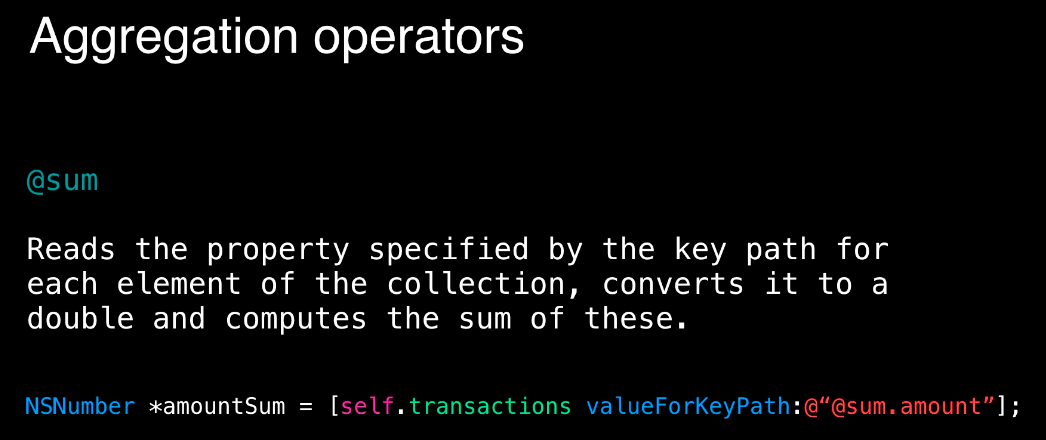 Aggregation operators
@sum
Reads the property specified by the key path for
each element of the collection, converts it to a
double and computes the sum of these.
NSNumber *amountSum = [self.transactions valueForKeyPath:@“@sum.amount”];